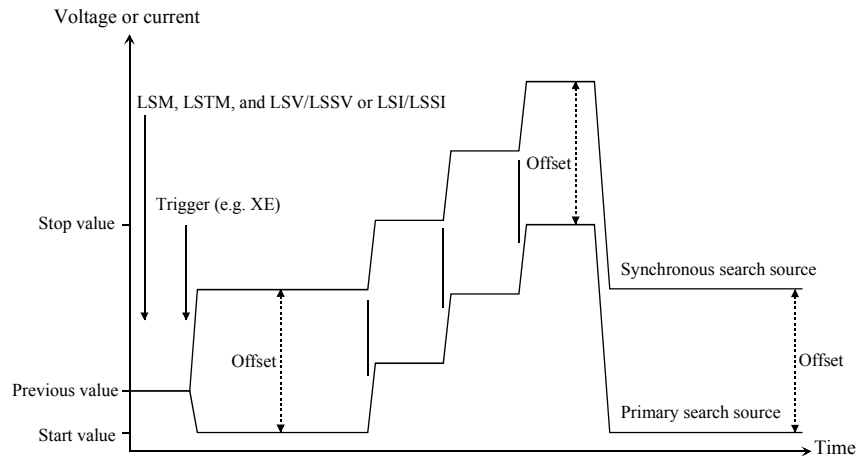 Voltage or current
LSM, LSTM, and LSV/LSSV or LSI/LSSI
Offset
Trigger (e.g. XE)
Stop value
Synchronous search source
Offset
Offset
Previous value
Primary search source
Start value
Time